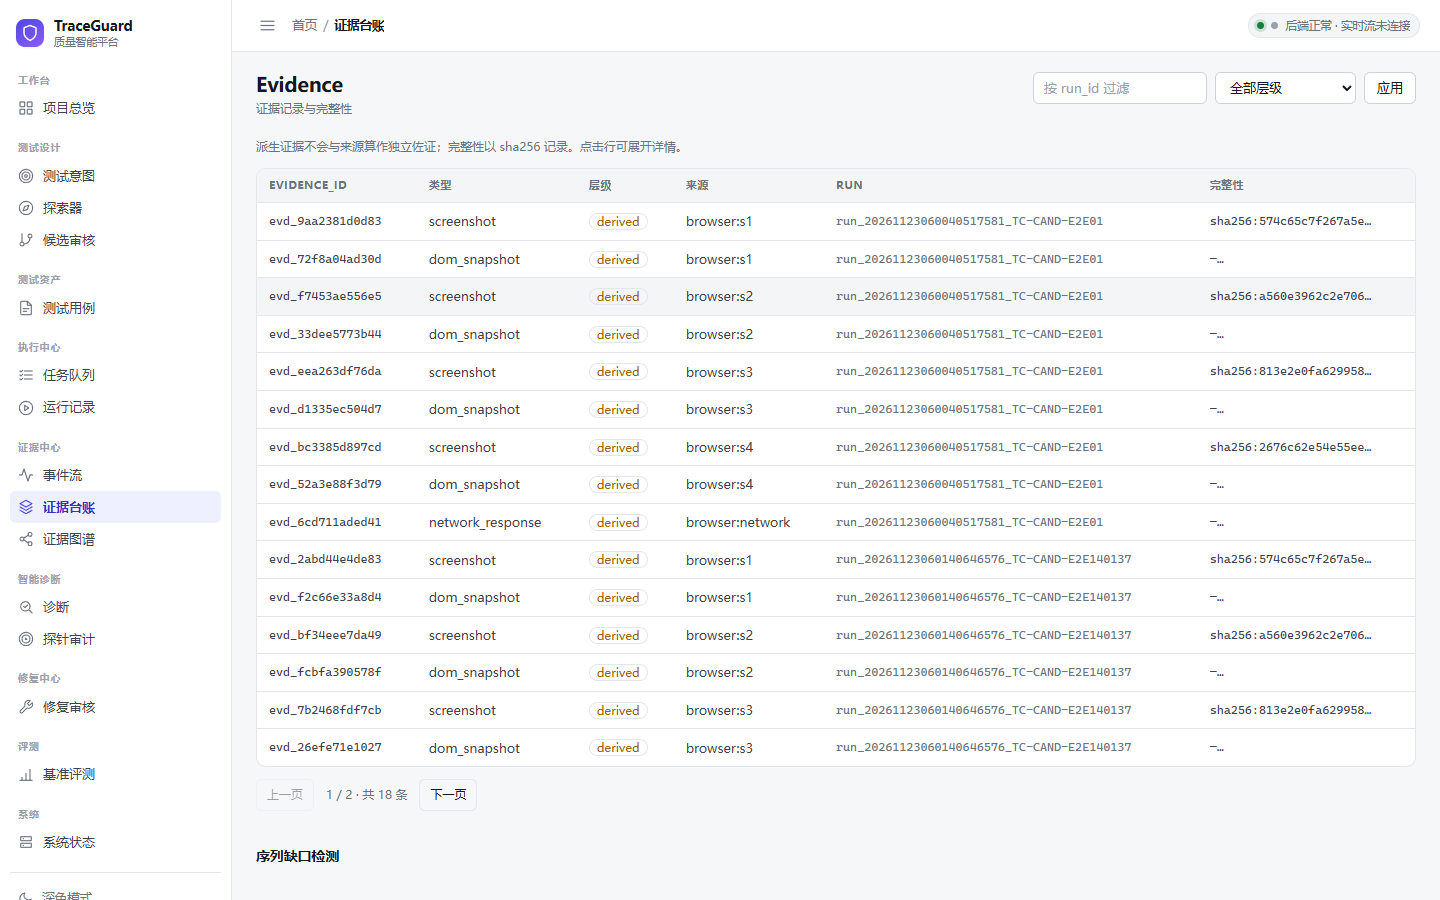 TraceGuard
质量智能平台
工作台
项目总览
测试设计
测试意图
探索器
候选审核
测试资产
测试用例
执行中心
任务队列
运行记录
证据中心
事件流
证据台账
证据图谱
智能诊断
诊断
探针审计
修复中心
修复审核
评测
基准评测
系统
系统状态
深色模式
首页 / 证据台账
后端正常 · 实时流未连接
Evidence
证据记录与完整性
按 run_id 过滤
全部层级
应用
派生证据不会与来源算作独立佐证；完整性以 sha256 记录。点击行可展开详情。
EVIDENCE_ID 类型 层级 来源 RUN 完整性
evd_9aa2381d0d83 screenshot derived browser:s1 run_20261123060040517581_TC-CAND-E2E01 sha256:574c65c7f267a5e…
evd_72f8a04ad30d dom_snapshot derived browser:s1 run_20261123060040517581_TC-CAND-E2E01 —…
evd_f7453ae556e5 screenshot derived browser:s2 run_20261123060040517581_TC-CAND-E2E01 sha256:a560e3962c2e706…
evd_33dee5773b44 dom_snapshot derived browser:s2 run_20261123060040517581_TC-CAND-E2E01 —…
evd_eea263df76da screenshot derived browser:s3 run_20261123060040517581_TC-CAND-E2E01 sha256:813e2e0fa629958…
evd_d1335ec504d7 dom_snapshot derived browser:s3 run_20261123060040517581_TC-CAND-E2E01 —…
evd_bc3385d897cd screenshot derived browser:s4 run_20261123060040517581_TC-CAND-E2E01 sha256:2676c62e54e55ee…
evd_52a3e88f3d79 dom_snapshot derived browser:s4 run_20261123060040517581_TC-CAND-E2E01 —…
evd_6cd711aded41 network_response derived browser:network run_20261123060040517581_TC-CAND-E2E01 —…
evd_2abd44e4de83 screenshot derived browser:s1 run_20261123060140646576_TC-CAND-E2E140137 sha256:574c65c7f267a5e…
evd_f2c66e33a8d4 dom_snapshot derived browser:s1 run_20261123060140646576_TC-CAND-E2E140137 —…
evd_bf34eee7da49 screenshot derived browser:s2 run_20261123060140646576_TC-CAND-E2E140137 sha256:a560e3962c2e706…
evd_fcbfa390578f dom_snapshot derived browser:s2 run_20261123060140646576_TC-CAND-E2E140137 —…
evd_7b2468fdf7cb screenshot derived browser:s3 run_20261123060140646576_TC-CAND-E2E140137 sha256:813e2e0fa629958…
evd_26efe71e1027 dom_snapshot derived browser:s3 run_20261123060140646576_TC-CAND-E2E140137 —…
上一页 1 / 2 · 共 18 条 下一页
序列缺口检测